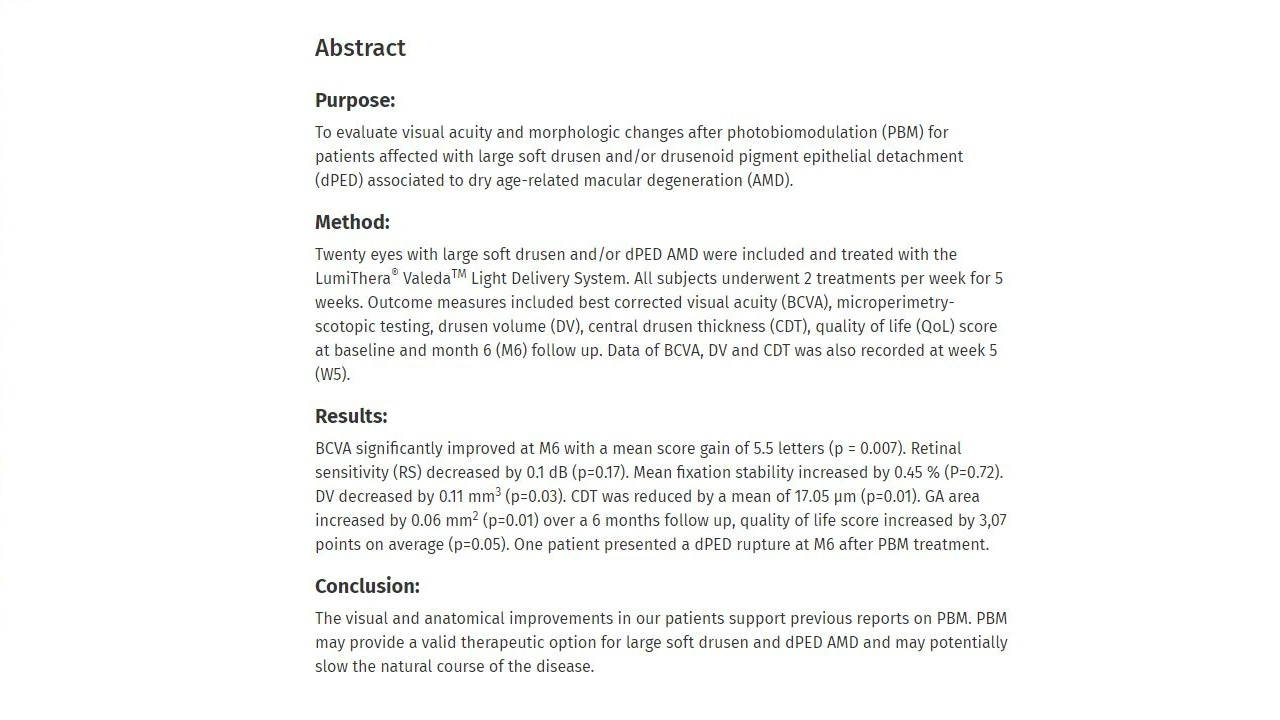 Abstract
Purpose:
To evaluate visual acuity and morphologic changes after photobiomodulation (PBM) for
patients affected with large soft drusen and/or drusenoid pigment epithelial detachment
(dPED) associated to dry age-related macular degeneration (AMD).
Method:
Twenty eyes with large soft drusen and/or dPED AMD were included and treated with the
LumiThera® Valeda™ Light Delivery System. All subjects underwent 2 treatments per week for 5
weeks. Outcome measures included best corrected visual acuity (BCVA), microperimetry-
scotopic testing, drusen volume (DV), central drusen thickness (CDT), quality of life (QoL) score
at baseline and month 6 (M6) follow up. Data of BCVA, DV and CDT was also recorded at week 5
(W5).
Results:
BCVA significantly improved at M6 with a mean score gain of 5.5 letters (p = 0.007). Retinal
sensitivity (RS) decreased by 0.1 dB (p=0.17). Mean fixation stability increased by 0.45 % (P=0.72).
DV decreased by 0.11 mm³ (p=0.03). CDT was reduced by a mean of 17.05 μm (p=0.01). GA area
increased by 0.06 mm² (p=0.01) over a 6 months follow up, quality of life score increased by 3,07
points on average (p=0.05). One patient presented a dPED rupture at M6 after PBM treatment.
Conclusion:
The visual and anatomical improvements in our patients support previous reports on PBM. PBM
may provide a valid therapeutic option for large soft drusen and dPED AMD and may potentially
slow the natural course of the disease.